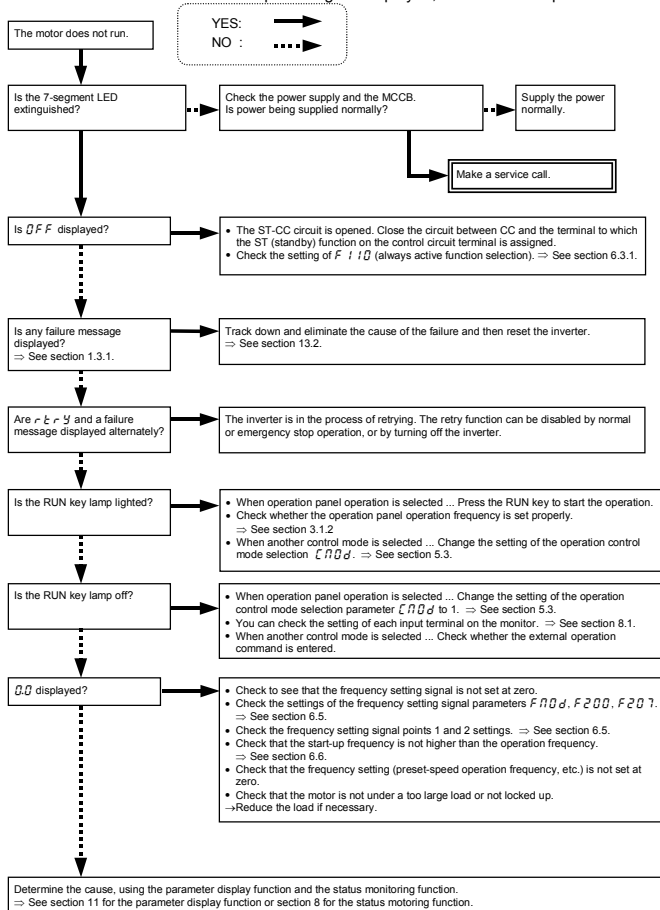 YES:
NO :
The motor does not run.
Is the 7-segment LED
extinguished?
Check the power supply and the MCCB.
Is power being supplied normally?
Supply the power
normally.
Make a service call.
Is OFF displayed?
• The ST-CC circuit is opened. Close the circuit between CC and the terminal to which
the ST (standby) function on the control circuit terminal is assigned.
• Check the setting of F110 (always active function selection). ⇒ See section 6.3.1.
Is any failure message
displayed?
⇒ See section 1.3.1.
Track down and eliminate the cause of the failure and then reset the inverter.
⇒ See section 13.2.
Are rtry and a failure
message displayed alternately?
The inverter is in the process of retrying. The retry function can be disabled by normal
or emergency stop operation, or by turning off the inverter.
Is the RUN key lamp lighted?
• When operation panel operation is selected ... Press the RUN key to start the operation.
• Check whether the operation panel operation frequency is set properly.
⇒ See section 3.1.2
• When another control mode is selected ... Change the setting of the operation control
mode selection CMOd. ⇒ See section 5.3.
Is the RUN key lamp off?
• When operation panel operation is selected ... Change the setting of the operation
control mode selection parameter CMOd to 1. ⇒ See section 5.3.
• You can check the setting of each input terminal on the monitor. ⇒ See section 8.1.
• When another control mode is selected ... Check whether the external operation
command is entered.
0.0 displayed?
• Check to see that the frequency setting signal is not set at zero.
• Check the settings of the frequency setting signal parameters FMOd, F200, F207.
⇒ See section 6.5.
• Check the frequency setting signal points 1 and 2 settings. ⇒ See section 6.5.
• Check that the start-up frequency is not higher than the operation frequency.
⇒ See section 6.6.
• Check that the frequency setting (preset-speed operation frequency, etc.) is not set at
zero.
• Check that the motor is not under a too large load or not locked up.
→Reduce the load if necessary.
Determine the cause, using the parameter display function and the status monitoring function.
⇒ See section 11 for the parameter display function or section 8 for the status motoring function.